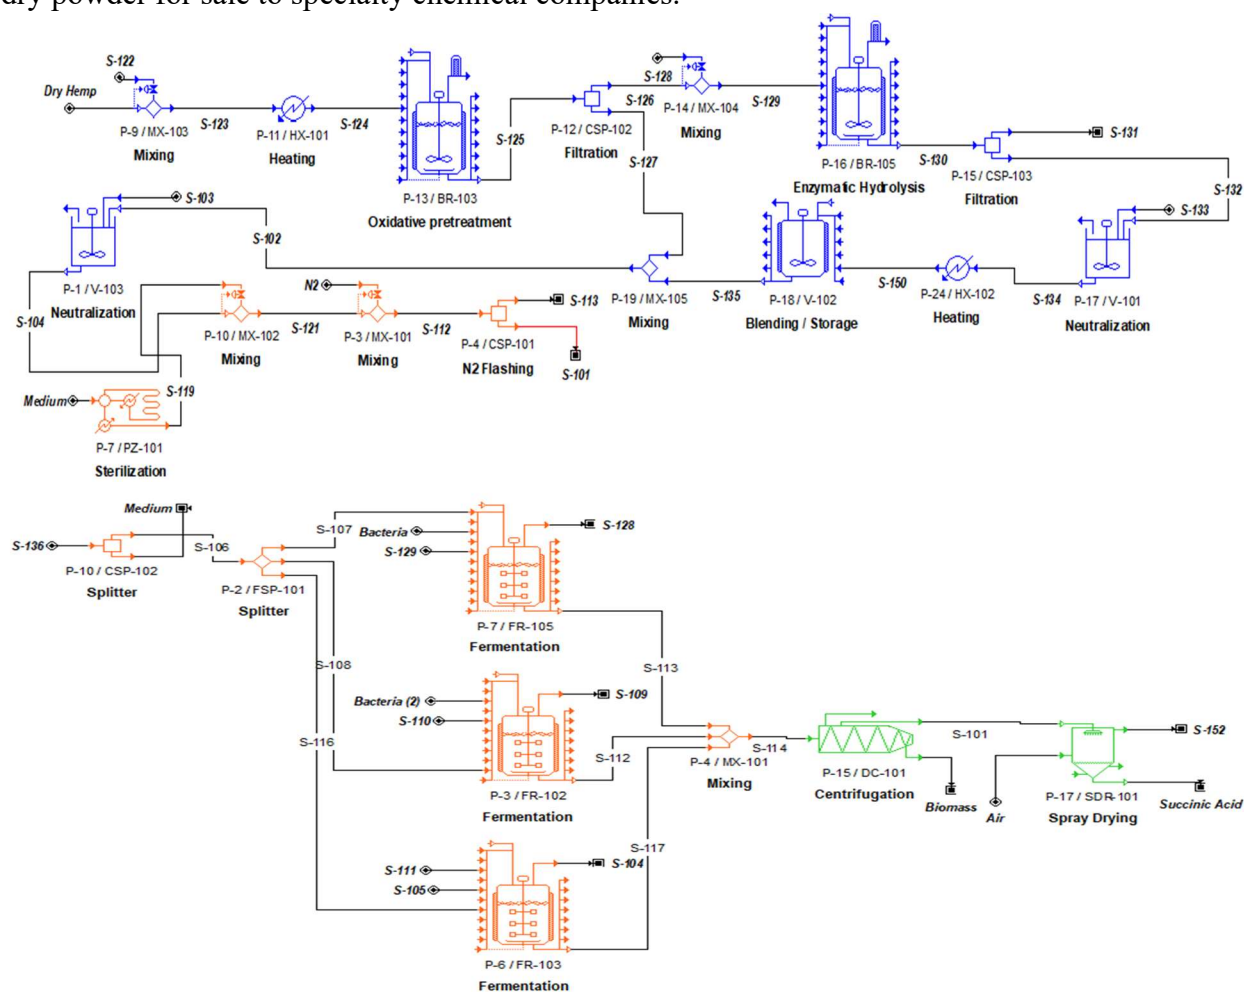 dry powder for sale to specialty chemical companies.
S-122
Dry Hemp
P-9 / MX-103
Mixing
S-123
P-11 / HX-101
Heating
S-124
P-13 / BR-103
Oxidative pretreatment
S-125
P-12 / CSP-102
Filtration
S-126
S-127
S-128
P-14 / MX-104
Mixing
S-129
P-16 / BR-105
Enzymatic Hydrolysis
S-130
P-15 / CSP-103
Filtration
S-131
S-132
S-133
P-17 / V-101
Neutralization
S-134
P-24 / HX-102
Heating
S-150
P-18 / V-102
Blending / Storage
S-135
P-19 / MX-105
Mixing
S-102
S-103
P-1 / V-103
Neutralization
S-104
P-10 / MX-102
Mixing
S-121
N2
P-3 / MX-101
Mixing
S-112
P-4 / CSP-101
N2 Flashing
S-113
S-101
S-119
Medium
P-7 / PZ-101
Sterilization
Medium
S-136
P-10 / CSP-102
Splitter
S-106
P-2 / FSP-101
Splitter
S-107
S-108
S-116
Bacteria
S-129
S-128
P-7 / FR-105
Fermentation
Bacteria (2)
S-110
S-109
P-3 / FR-102
Fermentation
S-111
S-105
S-104
P-6 / FR-103
Fermentation
S-113
S-112
S-117
P-4 / MX-101
Mixing
S-114
P-15 / DC-101
Centrifugation
S-101
Biomass
Air
P-17 / SDR-101
Spray Drying
S-152
Succinic Acid